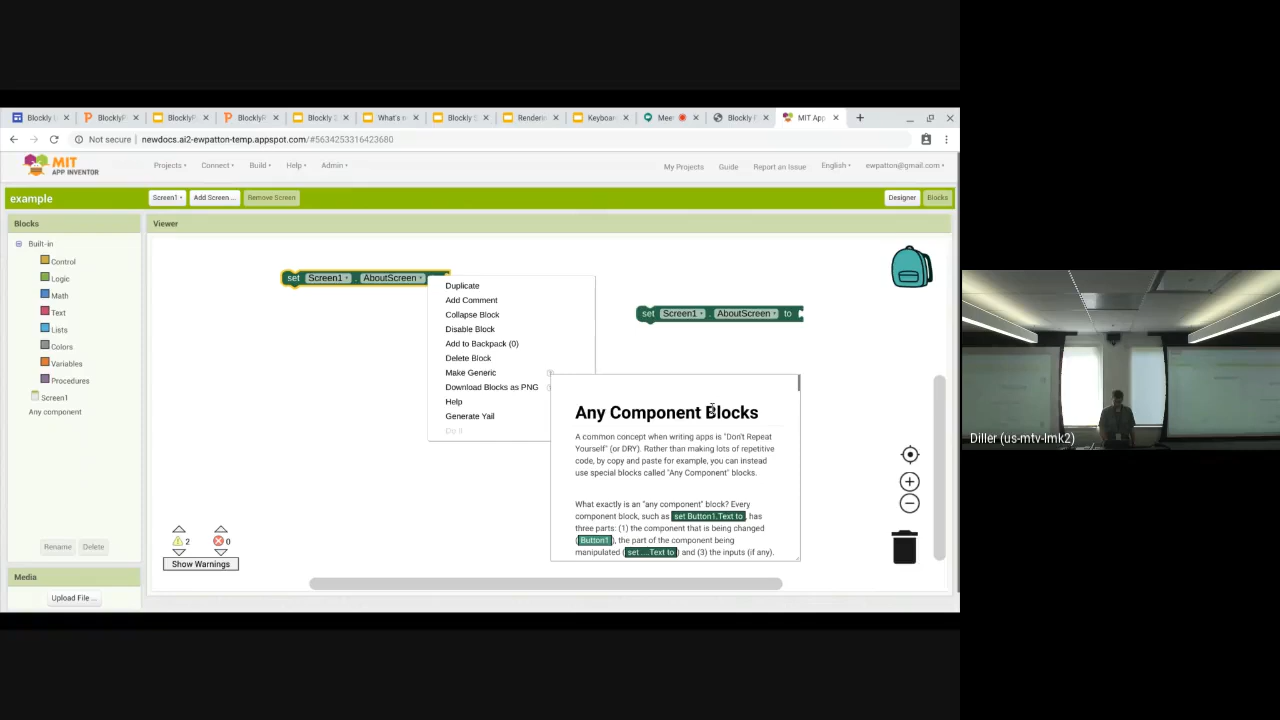 Blockly
BlocklyP
BlocklyP
BlocklyR
Blockly 2
What's n
Blockly S
Renderin
Keyboar
Meet
Blockly F
MIT App
Not secure
newdocs.ai2-ewpatton-temp.appspot.com/#5634253316423680
MIT
APP INVENTOR
Projects
Connect
Build
Help
Admin
My Projects
Guide
Report an Issue
English
ewpatton@gmail.com
example
Screen1
Add Screen ...
Remove Screen
Designer
Blocks
Blocks
Viewer
Built-in
Control
Logic
Math
Text
Lists
Colors
Variables
Procedures
Screen1
Any component
Rename
Delete
Media
Upload File ...
set Screen1 . AboutScreen
Duplicate
Add Comment
Collapse Block
Disable Block
Add to Backpack (0)
Delete Block
Make Generic
Download Blocks as PNG
Help
Generate Yail
Do It
set Screen1 . AboutScreen to
Any Component Blocks
A common concept when writing apps is "Don't Repeat
Yourself" (or DRY). Rather than making lots of repetitive
code, by copy and paste for example, you can instead
use special blocks called "Any Component" blocks.
What exactly is an "any component" block? Every
component block, such as set Button1.Text to, has
three parts: (1) the component that is being changed
(Button1), the part of the component being
manipulated (set ....Text to) and (3) the inputs (if any).
2
0
Show Warnings
Diller (us-mtv-lmk2)